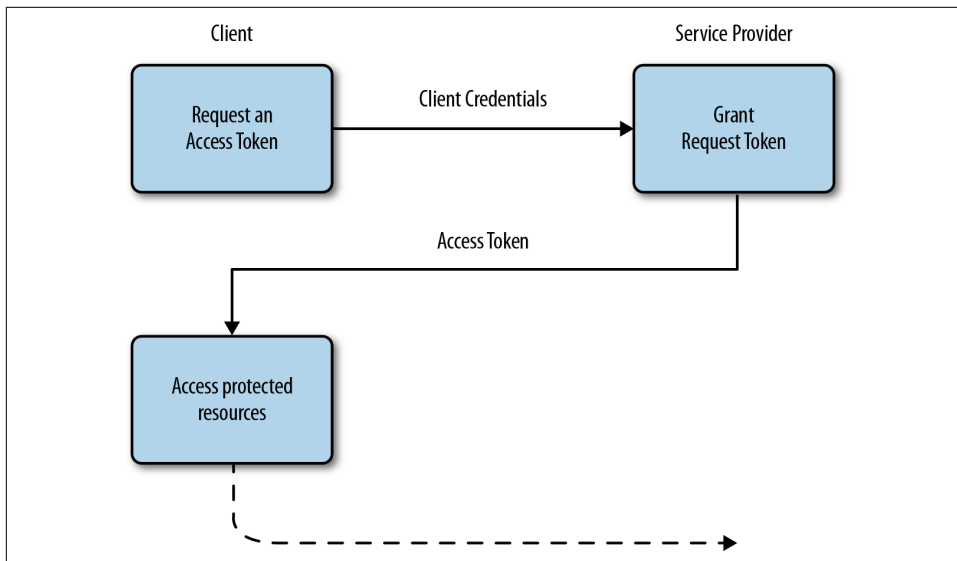 Client
Service Provider
Request an
Access Token
Client Credentials
Grant
Request Token
Access Token
Access protected
resources